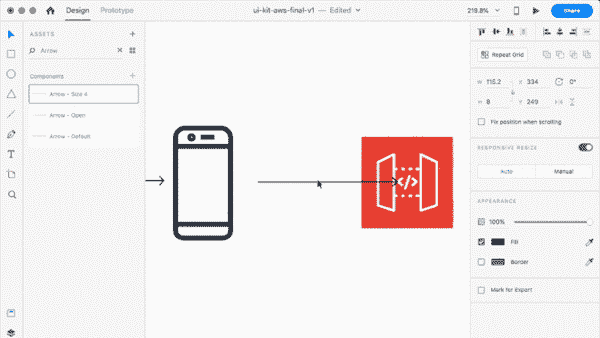 Design Prototype ui-kit-aws-final-v1 — Edited 219.8% Share
ASSETS
Arrow
Components
Arrow - Size 4
Arrow - Open
Arrow - Default
</>
Repeat Grid
W 115.2 X 334 0°
H 8 Y 249
Fix position when scrolling
RESPONSIVE RESIZE
Auto Manual
APPEARANCE
100%
Fill
Border
Mark for Export
T